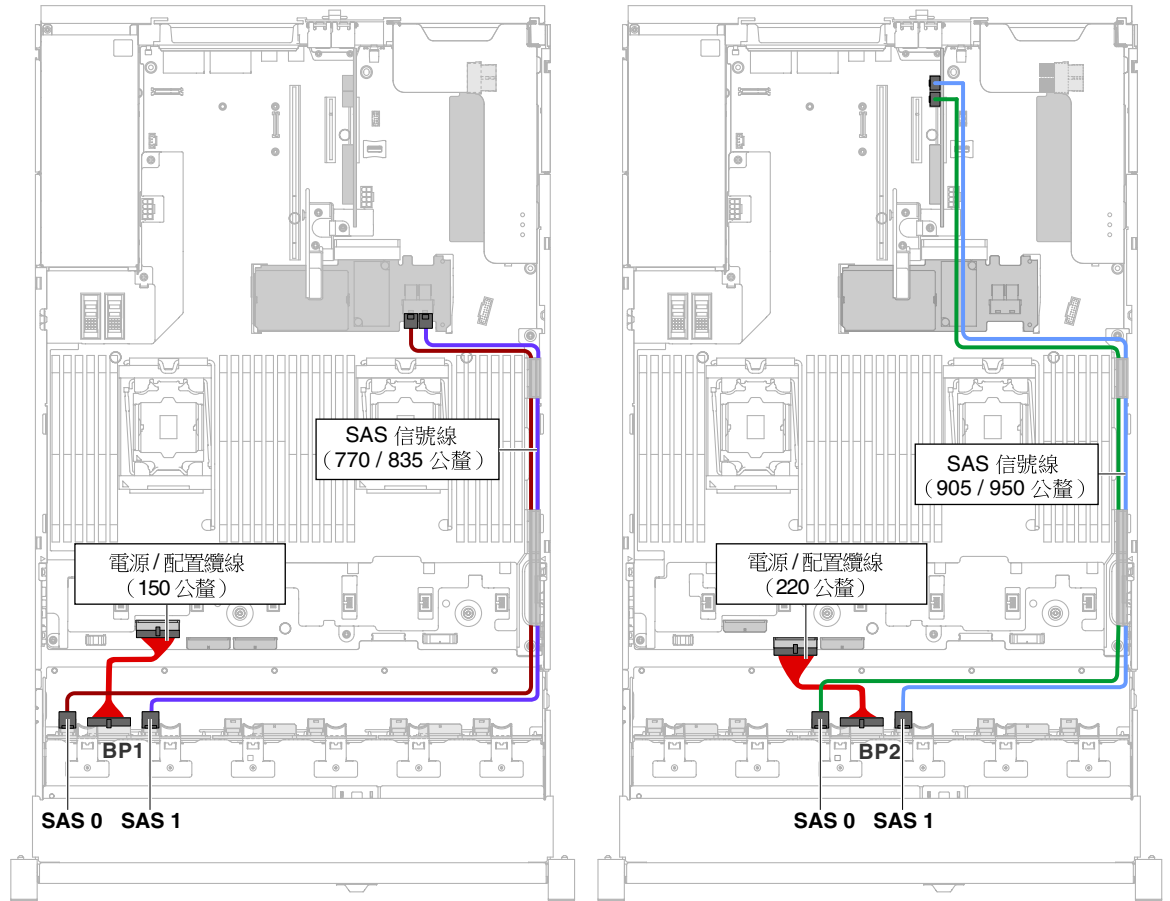 SAS 信號線
（770 / 835 公釐）
電源 / 配置纜線
（150 公釐）
BP1
SAS 0
SAS 1
SAS 信號線
（905 / 950 公釐）
電源 / 配置纜線
（220 公釐）
BP2
SAS 0
SAS 1